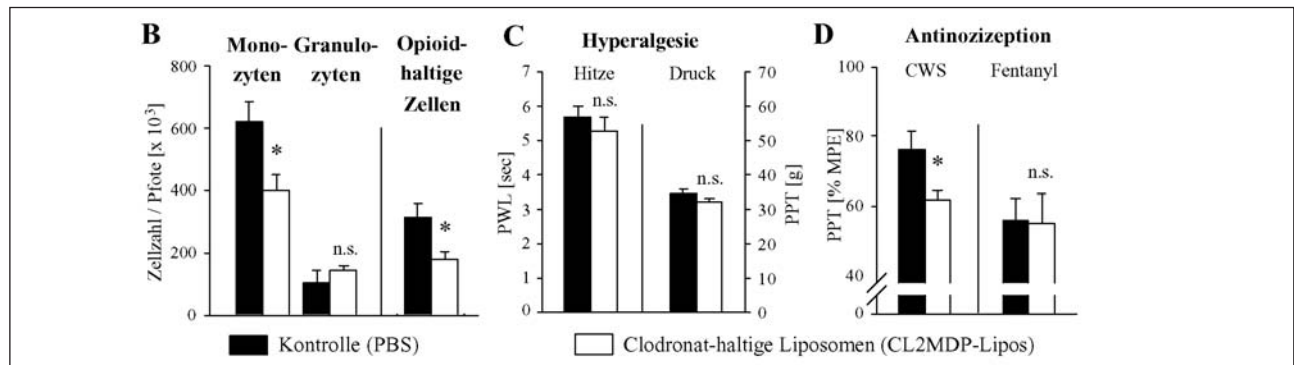 B
Mono-
zyten
Granulo-
zyten
Opioid-
haltige
Zellen
800
600
400
200
0
Zellzahl / Pfote [x 10³]
*
n.s.
*
C
Hyperalgesie
Hitze
Druck
7
6
5
4
3
2
1
0
PWL [sec]
n.s.
n.s.
70
60
50
40
30
20
10
0
PPT [g]
D
Antinozizeption
CWS
Fentanyl
100
80
60
40
0
PPT [% MPE]
*
n.s.
Kontrolle (PBS)
Clodronat-haltige Liposomen (CL2MDP-Lipos)